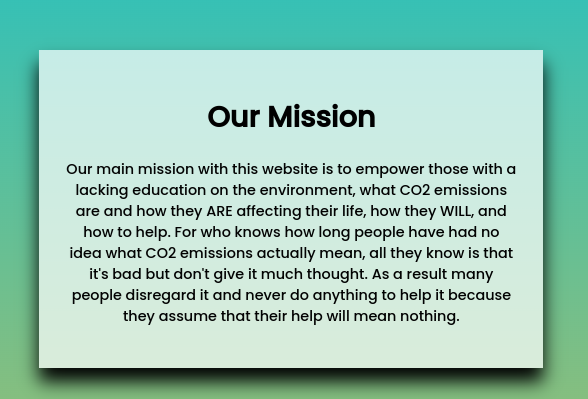 Our Mission
Our main mission with this website is to empower those with a
lacking education on the environment, what CO2 emissions
are and how they ARE affecting their life, how they WILL, and
how to help. For who knows how long people have had no
idea what CO2 emissions actually mean, all they know is that
it's bad but don't give it much thought. As a result many
people disregard it and never do anything to help it because
they assume that their help will mean nothing.